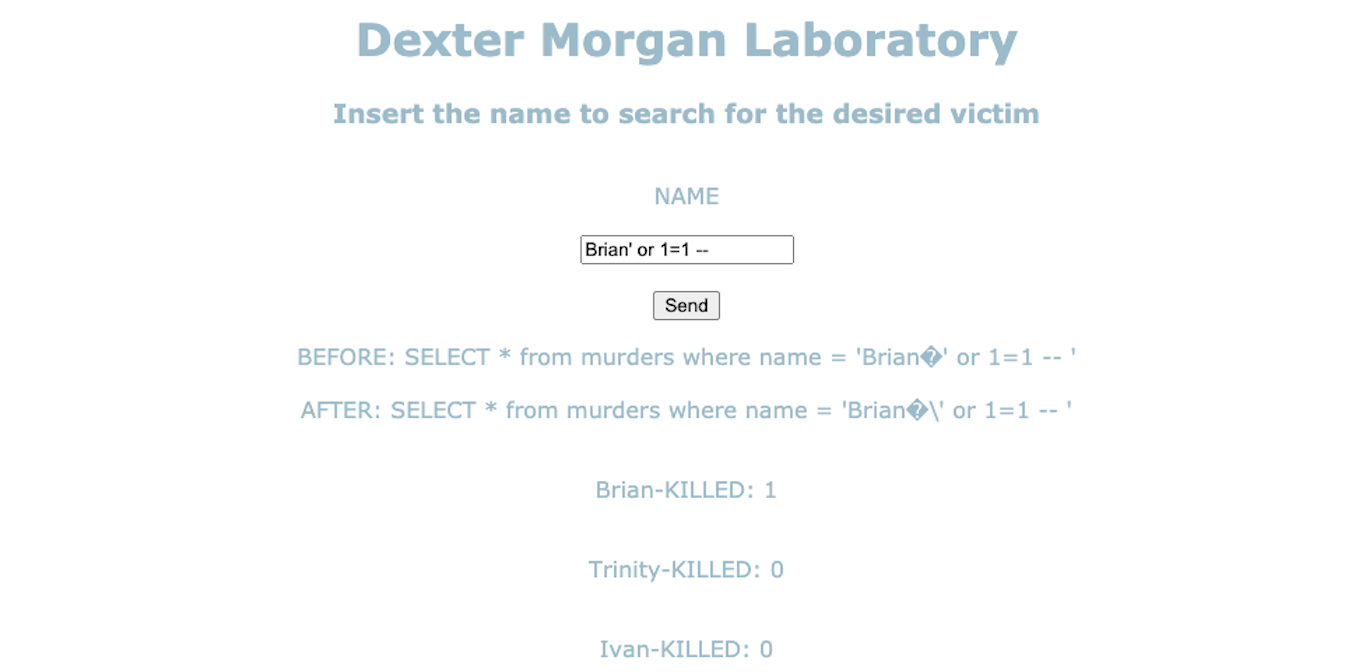 Dexter Morgan Laboratory
Insert the name to search for the desired victim
NAME
Brian' or 1=1 --
Send
BEFORE: SELECT * from murders where name = 'Brian�' or 1=1 -- '
AFTER: SELECT * from murders where name = 'Brian�\' or 1=1 -- '
Brian-KILLED: 1
Trinity-KILLED: 0
Ivan-KILLED: 0